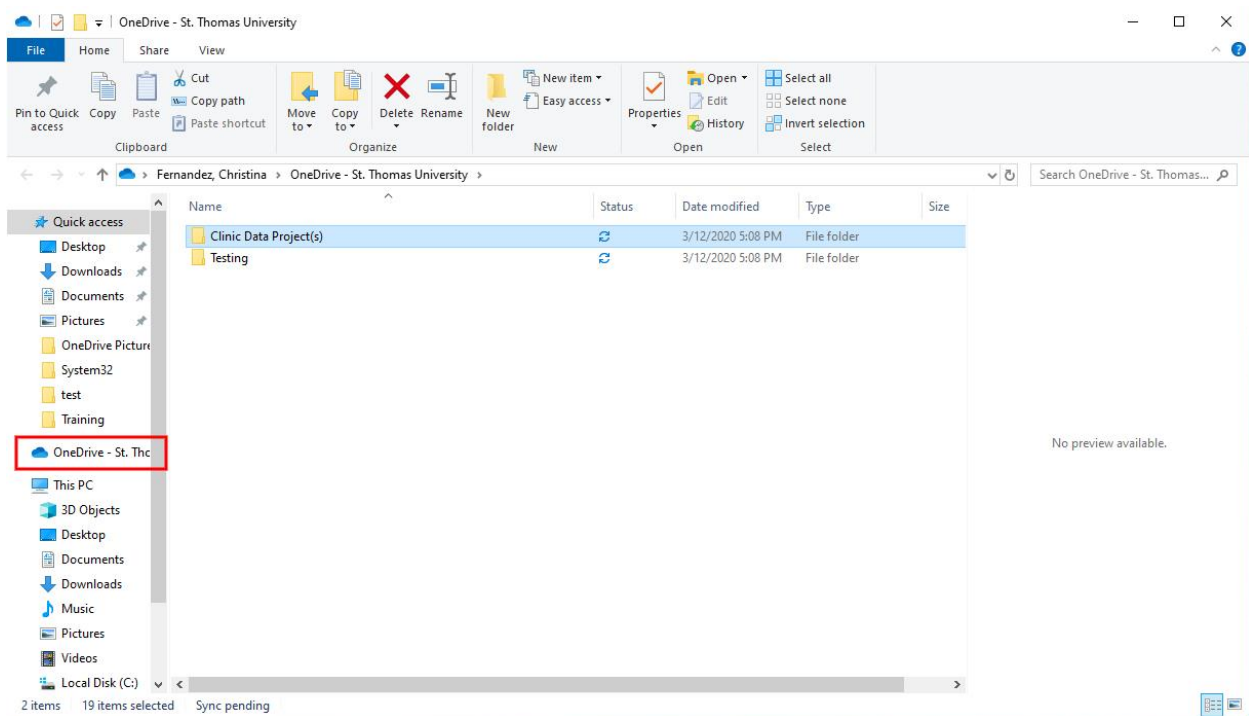 OneDrive - St. Thomas University
File Home Share View
Pin to Quick access
Copy
Paste
Cut
Copy path
Paste shortcut
Clipboard
Move to
Copy to
Delete
Rename
Organize
New folder
New item
Easy access
New
Properties
Open
Edit
History
Open
Select all
Select none
Invert selection
Select
Fernandez, Christina > OneDrive - St. Thomas University >
Search OneDrive - St. Thomas...
Name Status Date modified Type Size
Clinic Data Project(s) 3/12/2020 5:08 PM File folder
Testing 3/12/2020 5:08 PM File folder
Quick access
Desktop
Downloads
Documents
Pictures
OneDrive Picture
System32
test
Training
OneDrive - St. Tho
This PC
3D Objects
Desktop
Documents
Downloads
Music
Pictures
Videos
Local Disk (C:)
No preview available.
2 items 19 items selected Sync pending